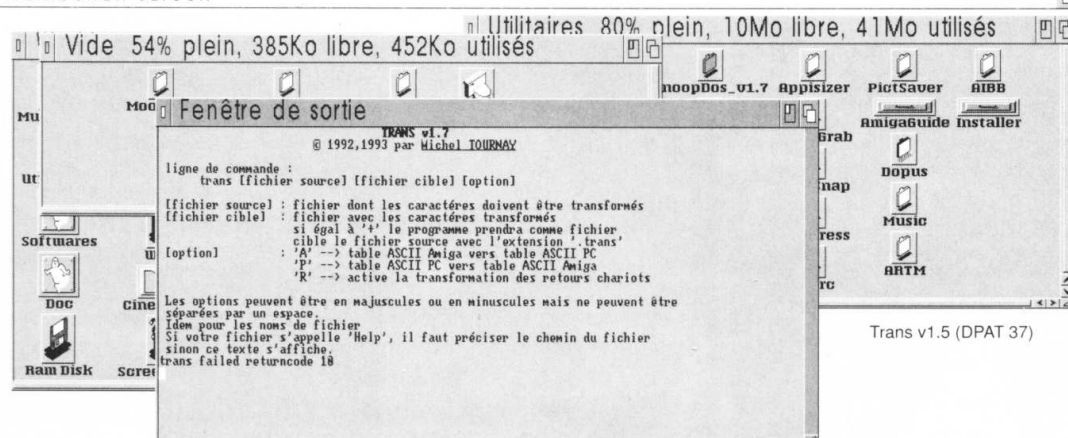 Utilitaires 80% plein, 10Mo libre, 41Mo utilisés
Vide 54% plein, 385Ko libre, 452Ko utilisés
noopDos_v1.7 Appisizer PictSaver AIBB
AmigaGuide Installer
Dopus
Music
ARTM
Softwares
Doc
Ram Disk
Fenêtre de sortie
TRANS v1.7
© 1992,1993 par Michel TOURNAY
ligne de commande :
trans [fichier source] [fichier cible] [option]
[fichier source] : fichier dont les caractéres doivent être transformés
[fichier cible] : fichier avec les caractéres transformés
si égal à '+' le programme prendra comme fichier
cible le fichier source avec l'extension '.trans'
[option] : 'A' --> table ASCII Amiga vers table ASCII PC
'P' --> table ASCII PC vers table ASCII Amiga
'R' --> active la transformation des retours chariots
Les options peuvent être en majuscules ou en minuscules mais ne peuvent être
séparées par un espace.
Idem pour les noms de fichier
Si votre fichier s'appelle 'Help', il faut préciser le chemin du fichier
sinon ce texte s'affiche.
trans failed returncode 10
Trans v1.5 (DPAT 37)